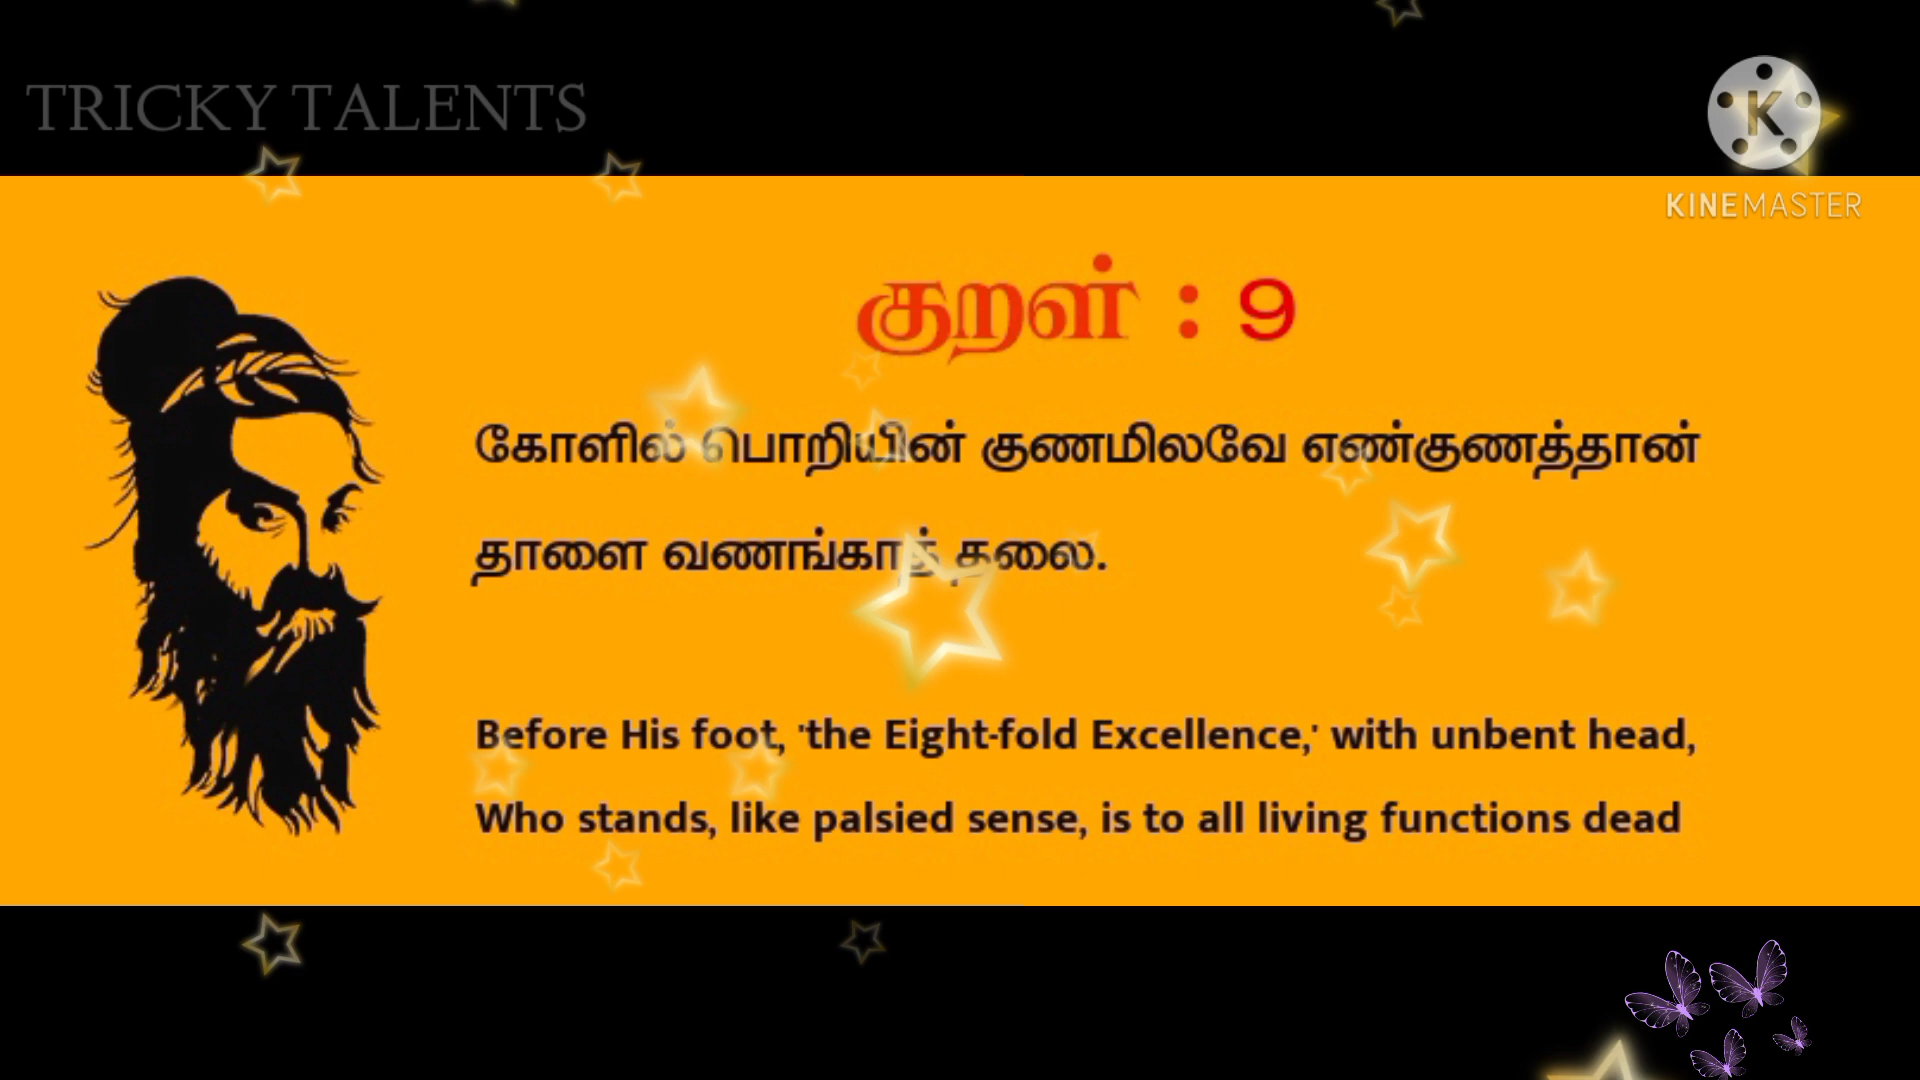 TRICKY TALENTS
K
KINEMASTER
குறள் : 9
கோளில் பொறியின் குணமிலவே எண்குணத்தான்
தாளை வணங்காத் தலை.
Before His foot, 'the Eight-fold Excellence,' with unbent head,
Who stands, like palsied sense, is to all living functions dead